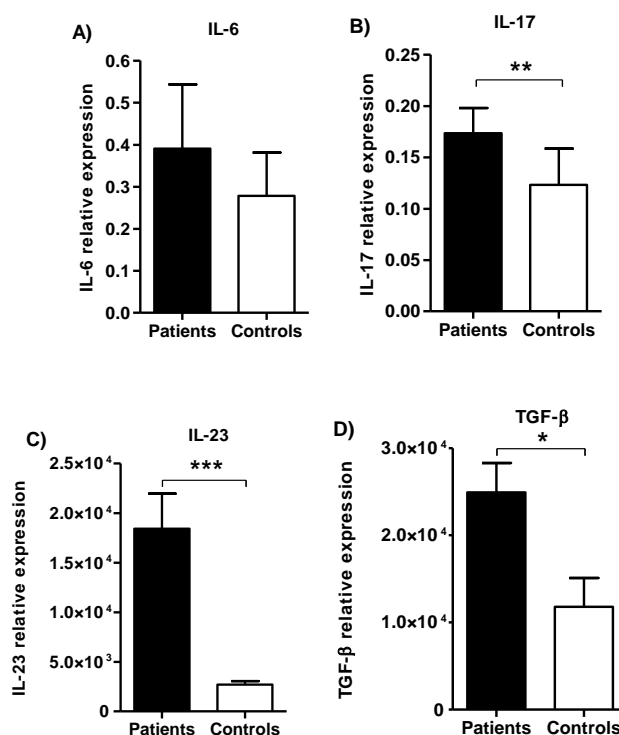 A)
IL-6
IL-6 relative expression
0.6
0.5
0.4
0.3
0.2
0.1
0.0
Patients Controls
B)
IL-17
IL-17 relative expression
0.25
0.20
0.15
0.10
0.05
0.00
**
Patients Controls
C)
IL-23
IL-23 relative expression
2.5×10⁴
2.0×10⁴
1.5×10⁴
1.0×10⁴
5.0×10³
0
***
Patients Controls
D)
TGF-β
TGF-β relative expression
3.0×10⁴
2.0×10⁴
1.0×10⁴
0
*
Patients Controls